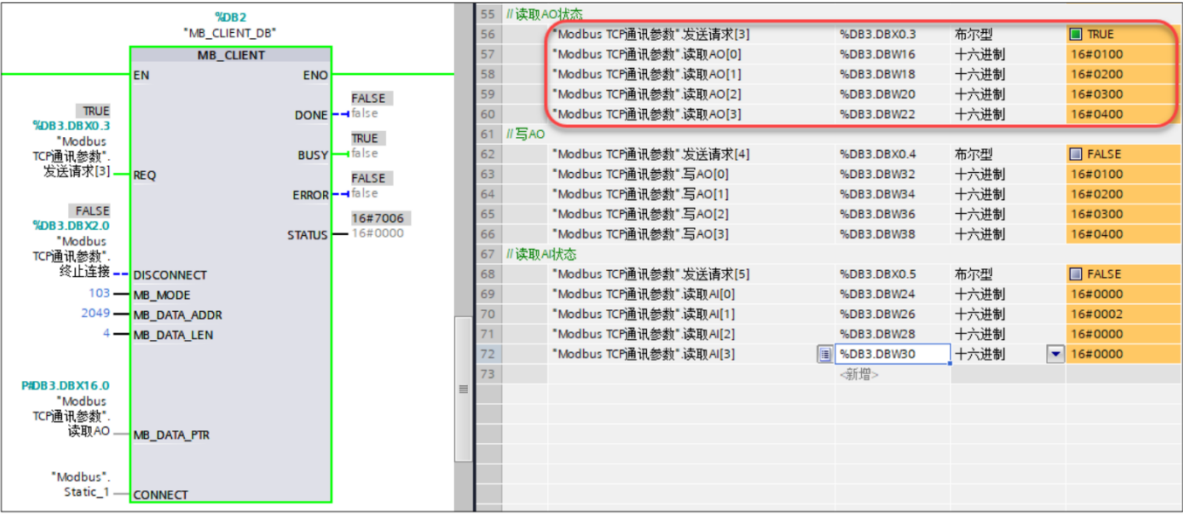 %DB2
"MB_CLIENT_DB"
MB_CLIENT
EN
ENO
FALSE
DONE
false
TRUE
BUSY
false
FALSE
ERROR
false
16#7006
STATUS
16#0000
TRUE
%DB3.DBX0.3
"Modbus
TCP通讯参数".
发送请求[3]
REQ
FALSE
%DB3.DBX2.0
"Modbus
TCP通讯参数".
终止连接
DISCONNECT
103
MB_MODE
2049
MB_DATA_ADDR
4
MB_DATA_LEN
P#DB3.DBX16.0
"Modbus
TCP通讯参数".
读取AO
MB_DATA_PTR
"Modbus".
Static_1
CONNECT
55 //读取AO状态
56 "Modbus TCP通讯参数".发送请求[3] %DB3.DBX0.3 布尔型 TRUE
57 "Modbus TCP通讯参数".读取AO[0] %DB3.DBW16 十六进制 16#0100
58 "Modbus TCP通讯参数".读取AO[1] %DB3.DBW18 十六进制 16#0200
59 "Modbus TCP通讯参数".读取AO[2] %DB3.DBW20 十六进制 16#0300
60 "Modbus TCP通讯参数".读取AO[3] %DB3.DBW22 十六进制 16#0400
61 //写AO
62 "Modbus TCP通讯参数".发送请求[4] %DB3.DBX0.4 布尔型 FALSE
63 "Modbus TCP通讯参数".写AO[0] %DB3.DBW32 十六进制 16#0100
64 "Modbus TCP通讯参数".写AO[1] %DB3.DBW34 十六进制 16#0200
65 "Modbus TCP通讯参数".写AO[2] %DB3.DBW36 十六进制 16#0300
66 "Modbus TCP通讯参数".写AO[3] %DB3.DBW38 十六进制 16#0400
67 //读取AI状态
68 "Modbus TCP通讯参数".发送请求[5] %DB3.DBX0.5 布尔型 FALSE
69 "Modbus TCP通讯参数".读取AI[0] %DB3.DBW24 十六进制 16#0000
70 "Modbus TCP通讯参数".读取AI[1] %DB3.DBW26 十六进制 16#0002
71 "Modbus TCP通讯参数".读取AI[2] %DB3.DBW28 十六进制 16#0000
72 "Modbus TCP通讯参数".读取AI[3] %DB3.DBW30 十六进制 16#0000
73 <新增>